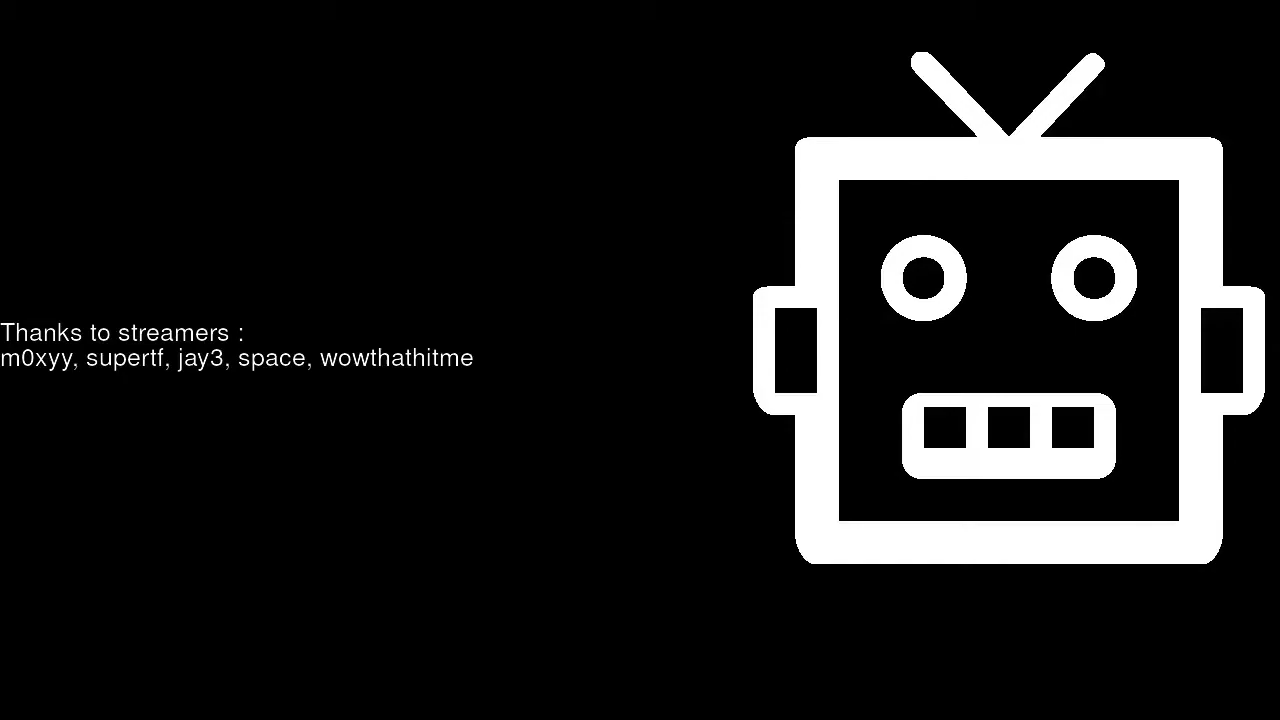 Thanks to streamers :
m0xyy, supertf, jay3, space, wowthathitme